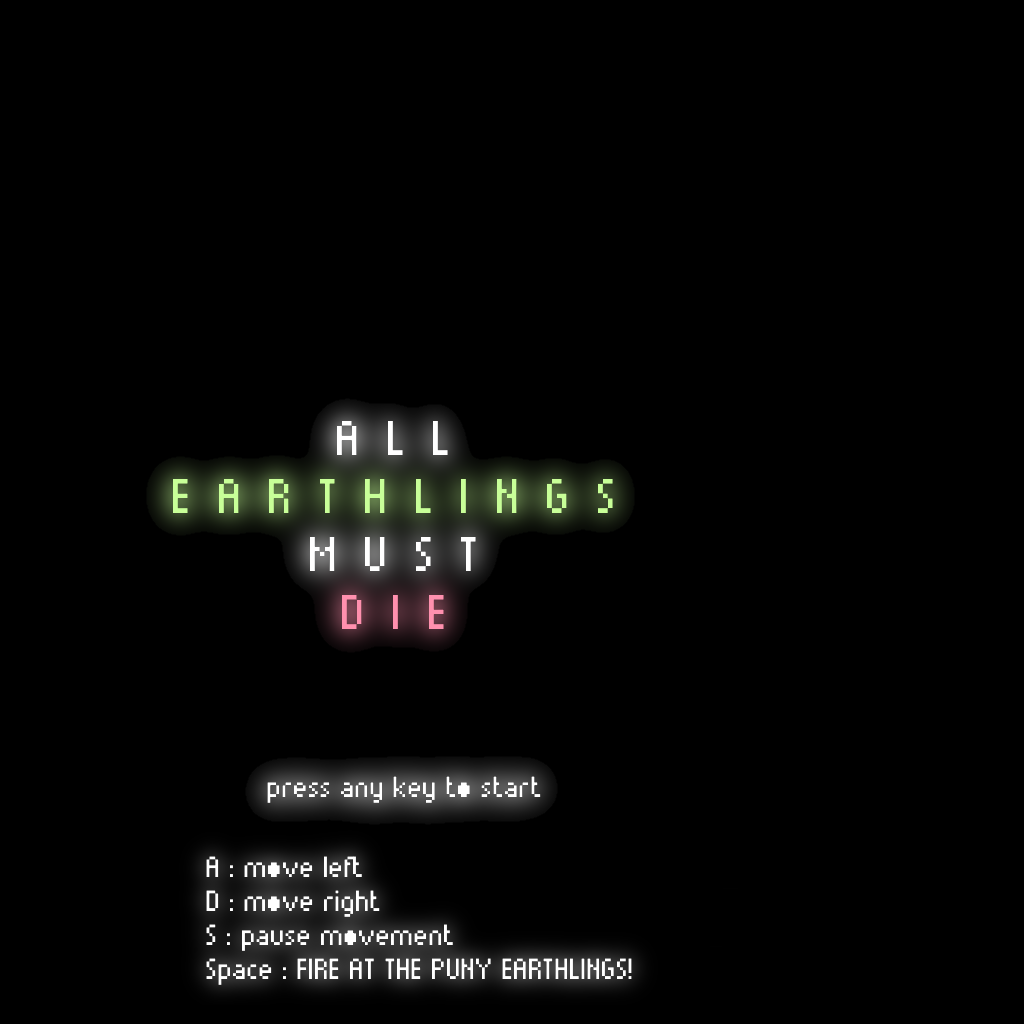 ALL
EARTHLINGS
MUST
DIE
press any key to start
A : move left
D : move right
S : pause movement
Space : FIRE AT THE PUNY EARTHLINGS!